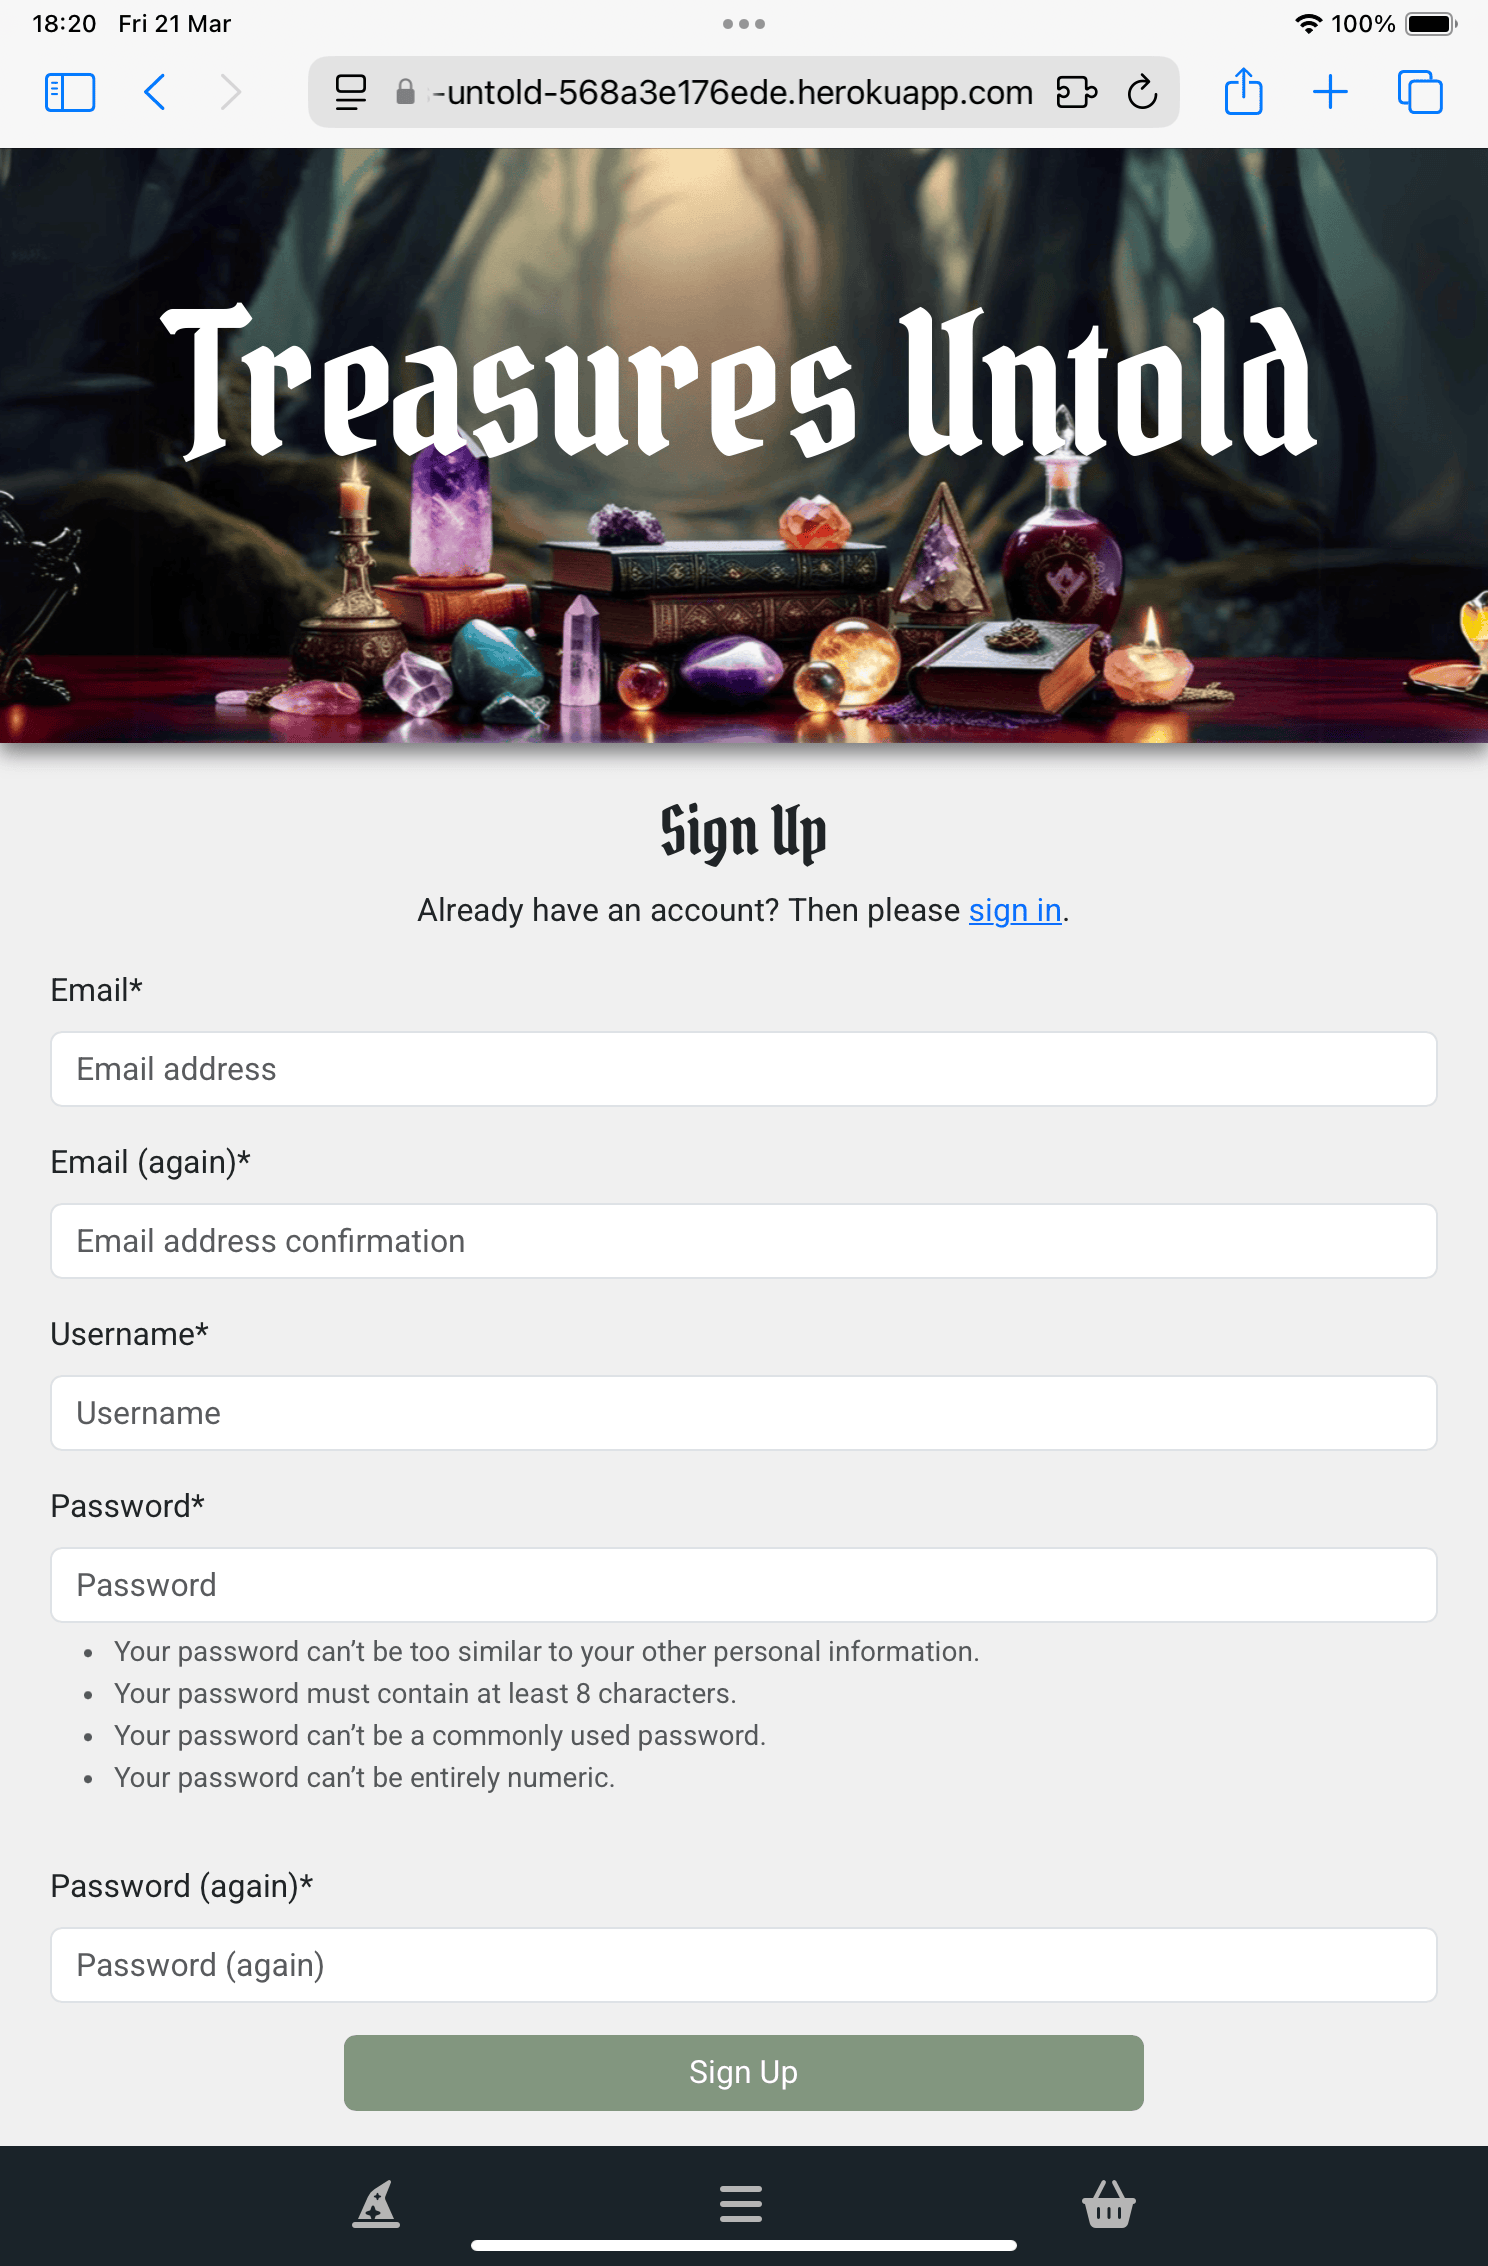 18:20 Fri 21 Mar
100%
-untold-568a3e176ede.herokuapp.com
Treasures Untold
Sign Up
Already have an account? Then please sign in.
Email*
Email address
Email (again)*
Email address confirmation
Username*
Username
Password*
Password
• Your password can’t be too similar to your other personal information.
• Your password must contain at least 8 characters.
• Your password can’t be a commonly used password.
• Your password can’t be entirely numeric.
Password (again)*
Password (again)
Sign Up